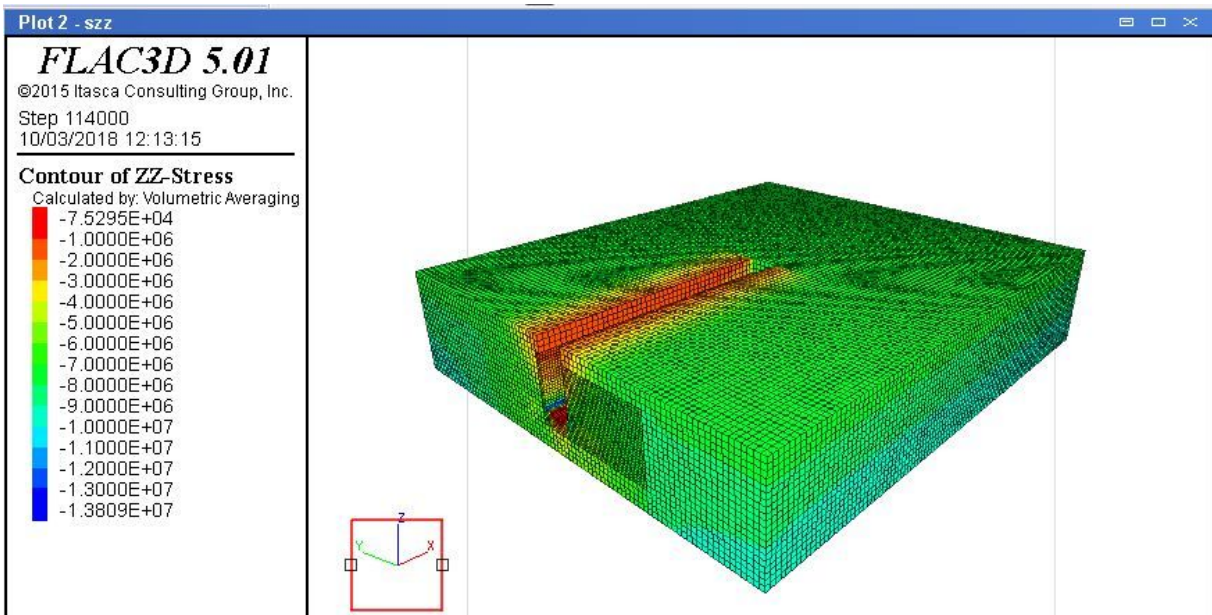 Plot 2 - szz
FLAC3D 5.01
©2015 Itasca Consulting Group, Inc.
Step 114000
10/03/2018 12:13:15
Contour of ZZ-Stress
Calculated by: Volumetric Averaging
-7.5295E+04
-1.0000E+06
-2.0000E+06
-3.0000E+06
-4.0000E+06
-5.0000E+06
-6.0000E+06
-7.0000E+06
-8.0000E+06
-9.0000E+06
-1.0000E+07
-1.1000E+07
-1.2000E+07
-1.3000E+07
-1.3809E+07
Z
Y
X